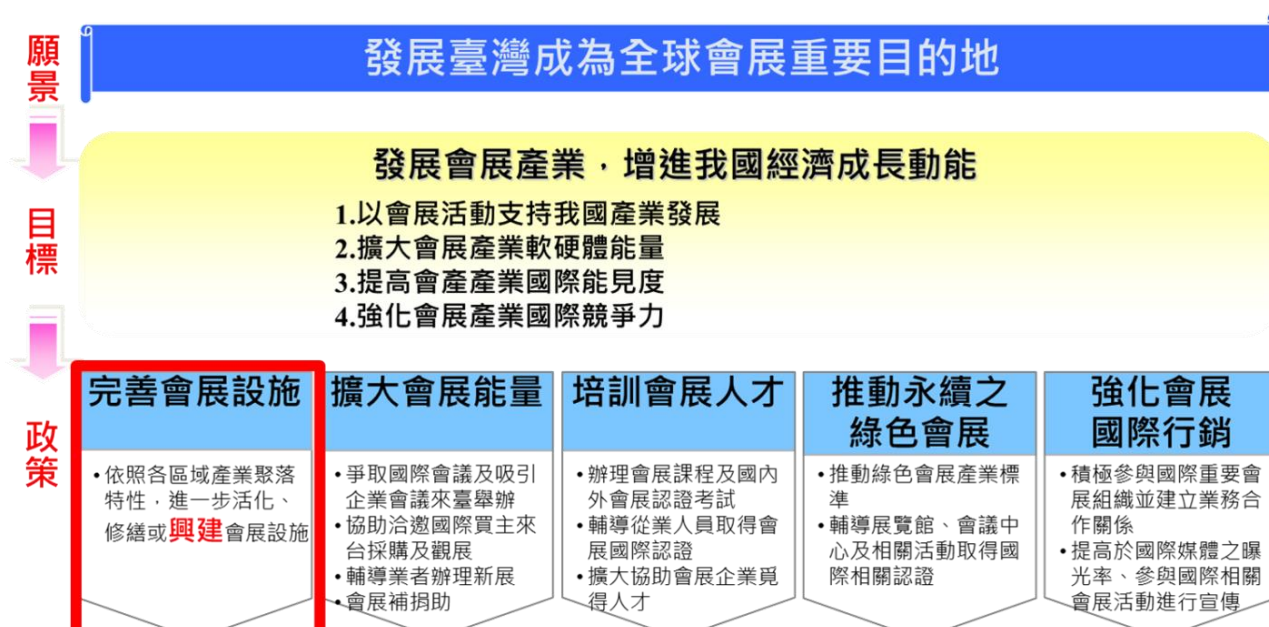 願景
發展臺灣成為全球會展重要目的地
目標
發展會展產業，增進我國經濟成長動能
1.以會展活動支持我國產業發展
2.擴大會展產業軟硬體能量
3.提高會產產業國際能見度
4.強化會展產業國際競爭力
政策
完善會展設施
•依照各區域產業聚落
特性，進一步活化、
修繕或興建會展設施
擴大會展能量
•爭取國際會議及吸引
企業會議來臺舉辦
•協助洽邀國際買主來
台採購及觀展
•輔導業者辦理新展
•會展補捐助
培訓會展人才
•辦理會展課程及國內
外會展認證考試
•輔導從業人員取得會
展國際認證
•擴大協助會展企業覓
得人才
推動永續之
綠色會展
•推動綠色會展產業標
準
•輔導展覽館、會議中
心及相關活動取得國
際相關認證
強化會展
國際行銷
•積極參與國際重要會
展組織並建立業務合
作關係
•提高於國際媒體之曝
光率、參與國際相關
會展活動進行宣傳